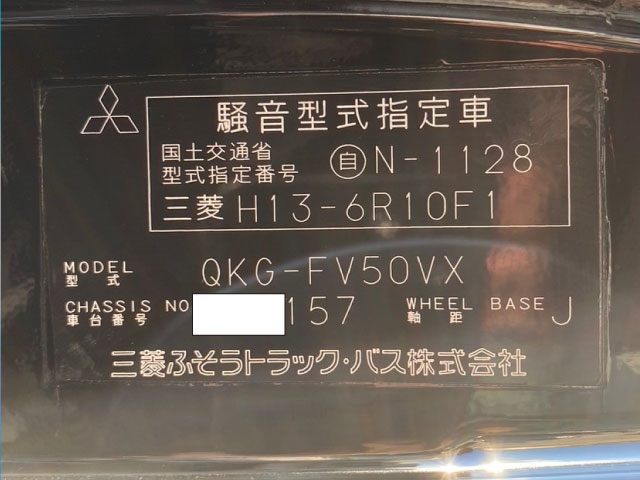 騒音型式指定車
国土交通省
型式指定番号 自N-1128
三菱 H13-6R10F1
MODEL
型式 QKG-FV50VX
CHASSIS NO 157 WHEEL BASE J
車台番号 軸距
三菱ふそうトラック・バス株式会社